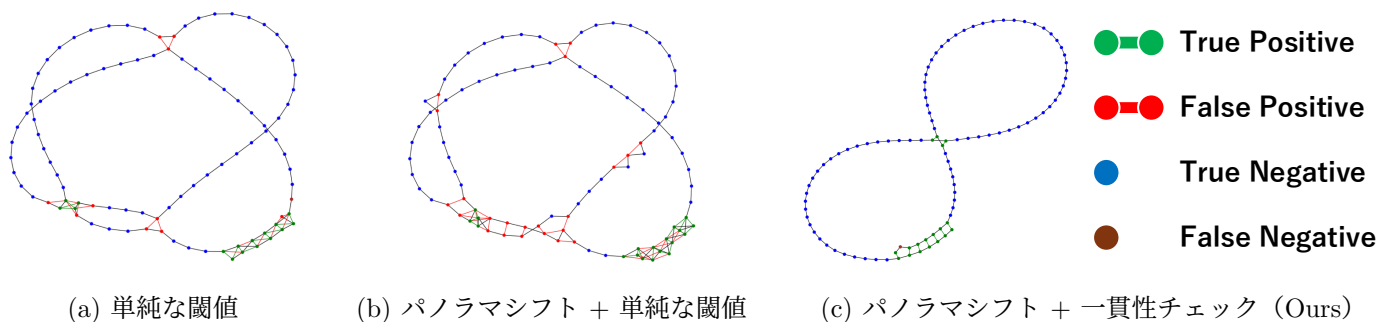 True Positive
False Positive
True Negative
False Negative
(a) 単純な閾値
(b) パノラマシフト + 単純な閾値
(c) パノラマシフト + 一貫性チェック（Ours）